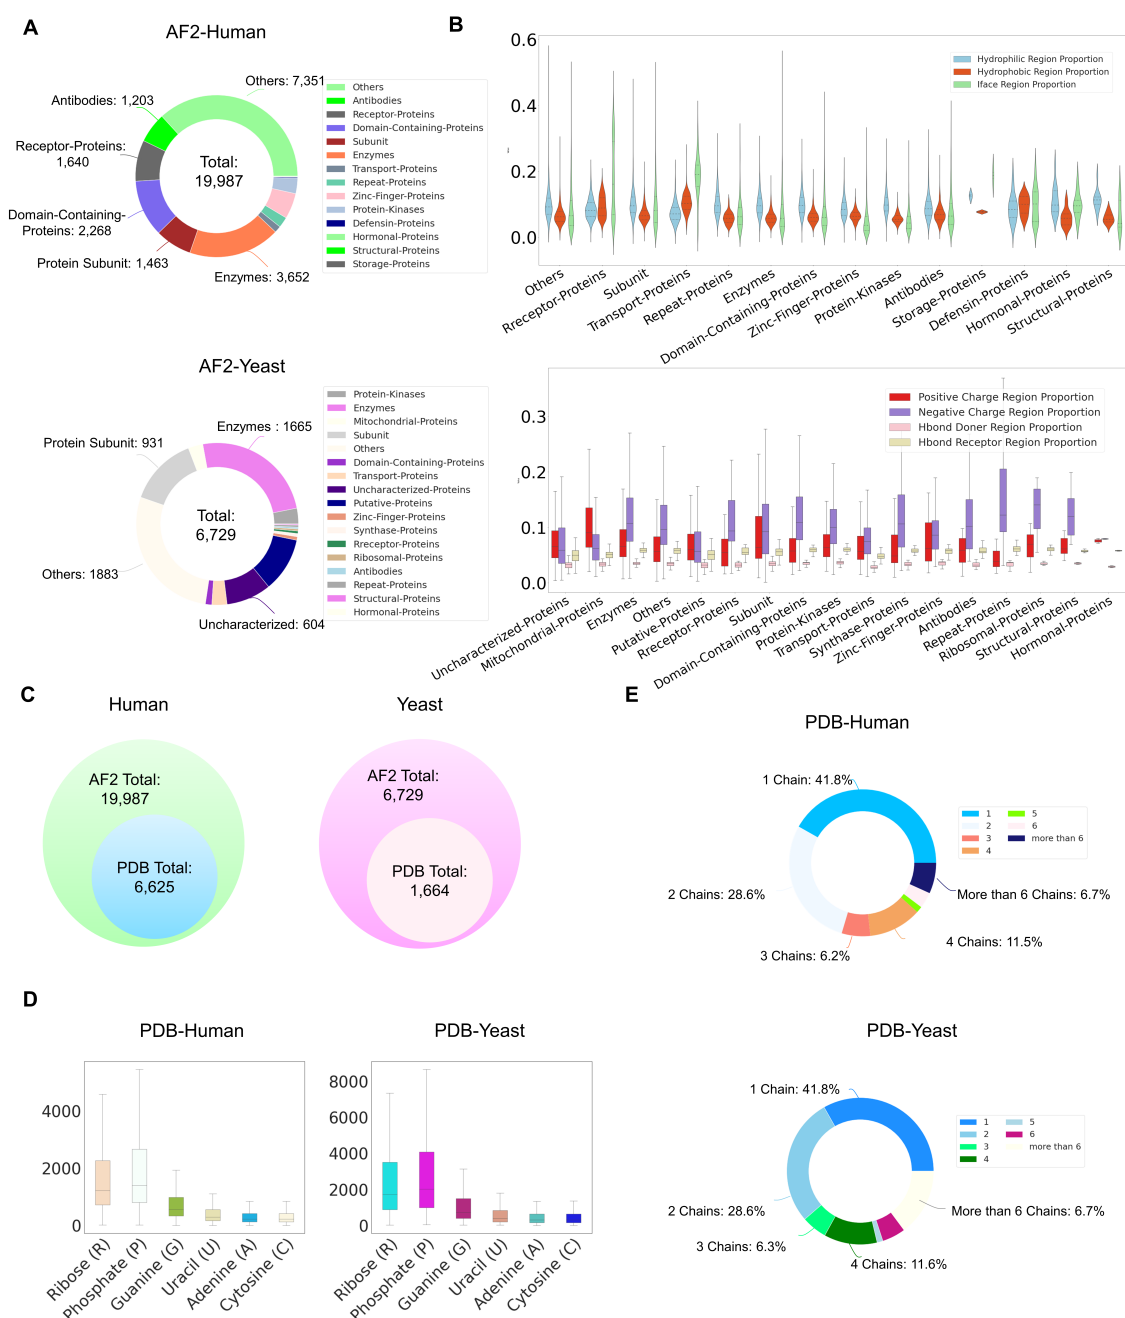 A
AF2-Human
Others: 7,351
Antibodies: 1,203
Receptor-Proteins:
1,640
Domain-Containing-
Proteins: 2,268
Protein Subunit: 1,463
Enzymes: 3,652
Total:
19,987
Others
Antibodies
Receptor-Proteins
Domain-Containing-Proteins
Subunit
Enzymes
Transport-Proteins
Repeat-Proteins
Zinc-Finger-Proteins
Protein-Kinases
Defensin-Proteins
Hormonal-Proteins
Structural-Proteins
Storage-Proteins
AF2-Yeast
Enzymes : 1665
Protein Subunit: 931
Others: 1883
Uncharacterized: 604
Total:
6,729
Protein-Kinases
Enzymes
Mitochondrial-Proteins
Subunit
Others
Domain-Containing-Proteins
Transport-Proteins
Uncharacterized-Proteins
Putative-Proteins
Zinc-Finger-Proteins
Synthase-Proteins
Rreceptor-Proteins
Ribosomal-Proteins
Antibodies
Repeat-Proteins
Structural-Proteins
Hormonal-Proteins
B
0.6
0.4
0.2
0.0
Hydrophilic Region Proportion
Hydrophobic Region Proportion
Iface Region Proportion
Others
Rreceptor-Proteins
Subunit
Transport-Proteins
Repeat-Proteins
Enzymes
Domain-Containing-Proteins
Zinc-Finger-Proteins
Protein-Kinases
Antibodies
Storage-Proteins
Defensin-Proteins
Hormonal-Proteins
Structural-Proteins
0.3
0.2
0.1
0.0
Positive Charge Region Proportion
Negative Charge Region Proportion
Hbond Doner Region Proportion
Hbond Receptor Region Proportion
Uncharacterized-Proteins
Mitochondrial-Proteins
Enzymes
Others
Putative-Proteins
Rreceptor-Proteins
Subunit
Domain-Containing-Proteins
Protein-Kinases
Transport-Proteins
Synthase-Proteins
Zinc-Finger-Proteins
Antibodies
Repeat-Proteins
Ribosomal-Proteins
Structural-Proteins
Hormonal-Proteins
C
Human
AF2 Total:
19,987
PDB Total:
6,625
Yeast
AF2 Total:
6,729
PDB Total:
1,664
D
PDB-Human
4000
2000
0
Ribose (R)
Phosphate (P)
Guanine (G)
Uracil (U)
Adenine (A)
Cytosine (C)
PDB-Yeast
8000
6000
4000
2000
0
Ribose (R)
Phosphate (P)
Guanine (G)
Uracil (U)
Adenine (A)
Cytosine (C)
E
PDB-Human
1 Chain: 41.8%
2 Chains: 28.6%
3 Chains: 6.2%
4 Chains: 11.5%
More than 6 Chains: 6.7%
1
2
3
4
5
6
more than 6
PDB-Yeast
1 Chain: 41.8%
2 Chains: 28.6%
3 Chains: 6.3%
4 Chains: 11.6%
More than 6 Chains: 6.7%
1
2
3
4
5
6
more than 6